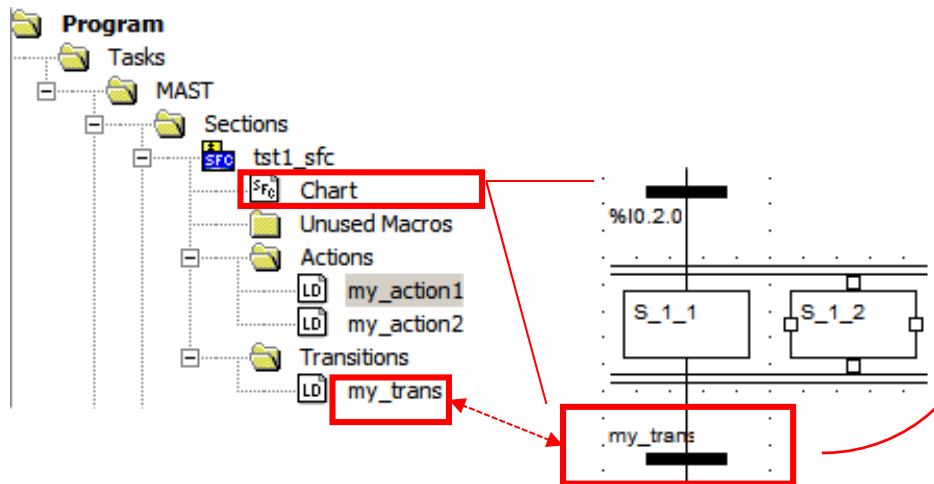 Program
Tasks
MAST
Sections
SFC tst1_sfc
SFC Chart
Unused Macros
Actions
LD my_action1
LD my_action2
Transitions
LD my_trans
%I0.2.0
S_1_1 S_1_2
my_trans